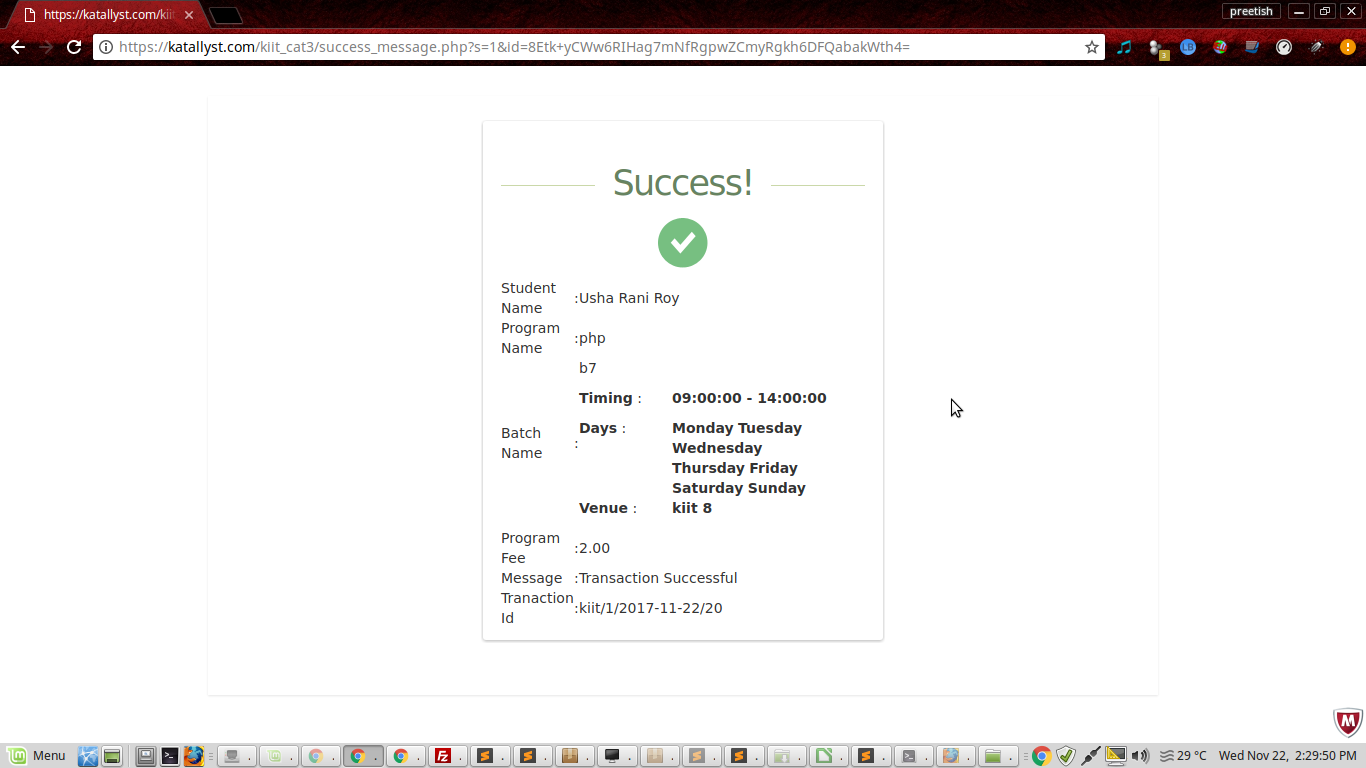 https://katallyst.com/kiit
preetish
https://katallyst.com/kiit_cat3/success_message.php?s=1&id=8Etk+yCWw6RIHag7mNfRgpwZCmyRgkh6DFQabakWth4=
3
Success!
Student Name :Usha Rani Roy
Program Name :php
b7
Timing : 09:00:00 - 14:00:00
Batch Name : Days : Monday Tuesday
Wednesday
Thursday Friday
Saturday Sunday
Venue : kiit 8
Program Fee :2.00
Message :Transaction Successful
Tranaction Id :kiit/1/2017-11-22/20
Menu
29 °C Wed Nov 22, 2:29:50 PM